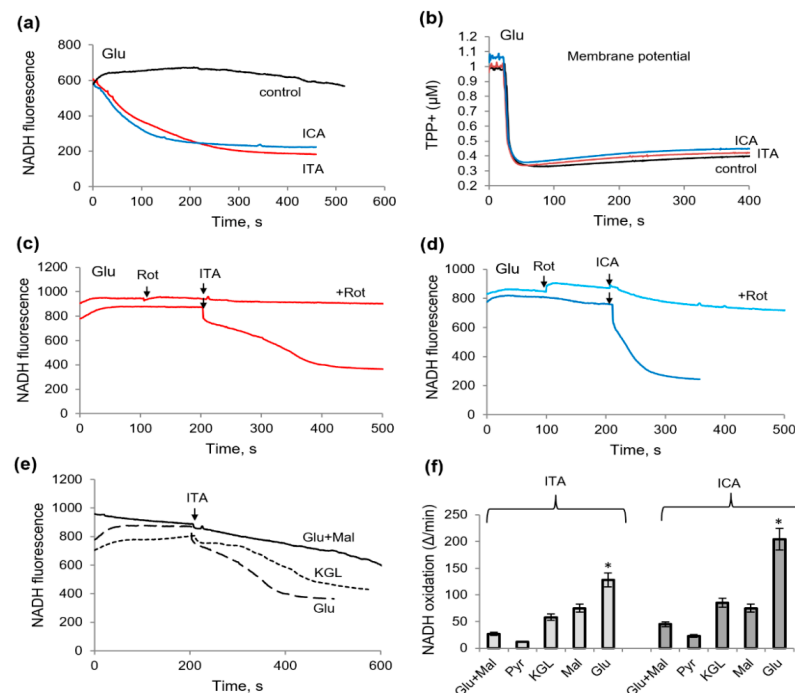 (a)
Glu
control
ICA
ITA
NADH fluorescence
800
600
400
200
0
0 100 200 300 400 500 600
Time, s
(b)
Glu
Membrane potential
ICA
ITA
control
TPP+ (µM)
1.2
1.1
1
0.9
0.8
0.7
0.6
0.5
0.4
0.3
0.2
0 100 200 300 400
Time, s
(c)
Glu
Rot
ITA
+Rot
NADH fluorescence
1200
1000
800
600
400
200
0
0 100 200 300 400 500
Time, s
(d)
Glu
Rot
ICA
+Rot
NADH fluorescence
1000
800
600
400
200
0
0 100 200 300 400 500
Time, s
(e)
ITA
Glu+Mal
KGL
Glu
NADH fluorescence
1200
1000
800
600
400
200
0
0 200 400 600
Time, s
(f)
ITA
ICA
*
*
NADH oxidation (Δ/min)
250
200
150
100
50
0
Glu+Mal Pyr KGL Mal Glu Glu+Mal Pyr KGL Mal Glu